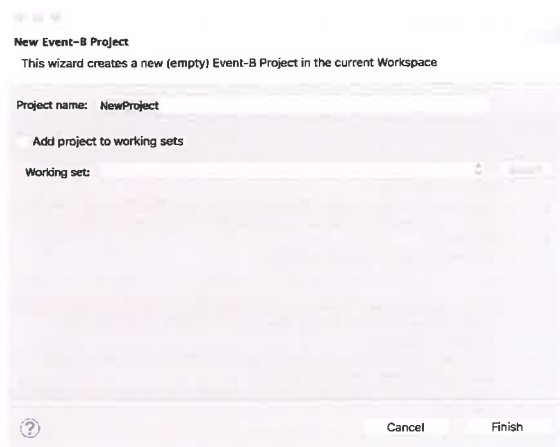 New Event-B Project
This wizard creates a new (empty) Event-B Project in the current Workspace
Project name: NewProject
Add project to working sets
Working set:
?
Cancel Finish